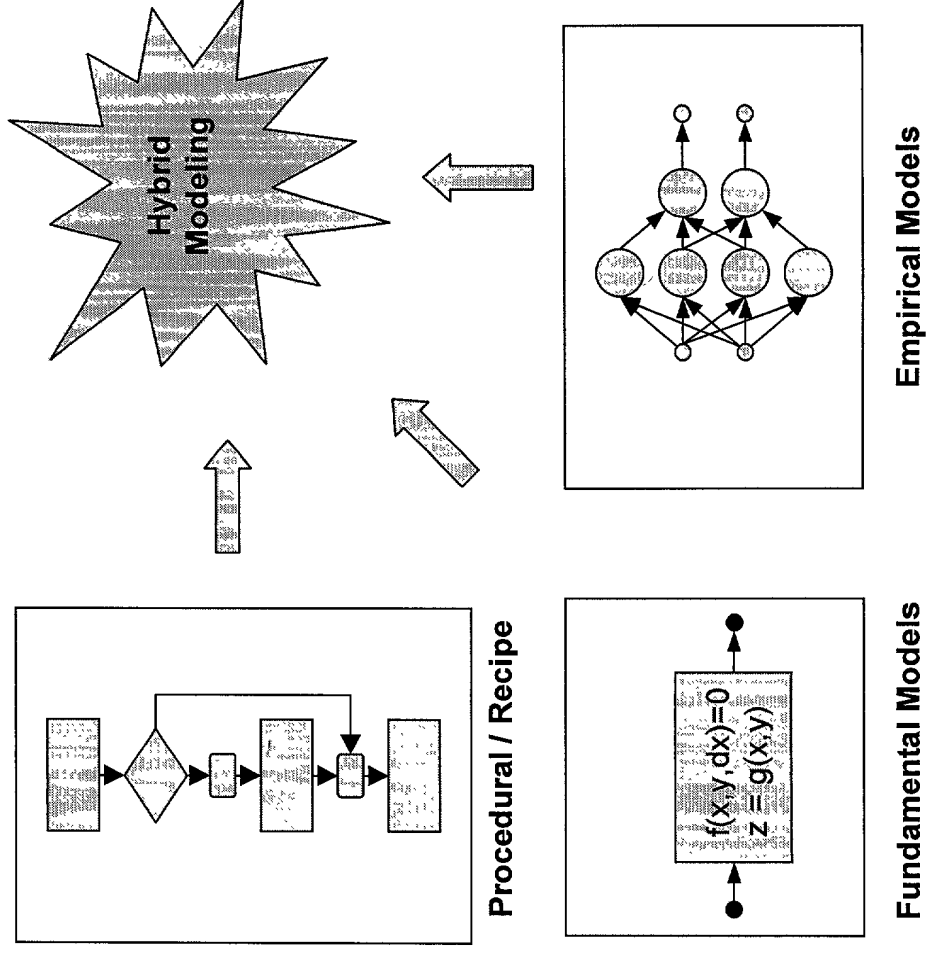 Hybrid
Modeling
Procedural / Recipe
f(x,y,dx)=0
z = g(x,y)
Fundamental Models
Empirical Models